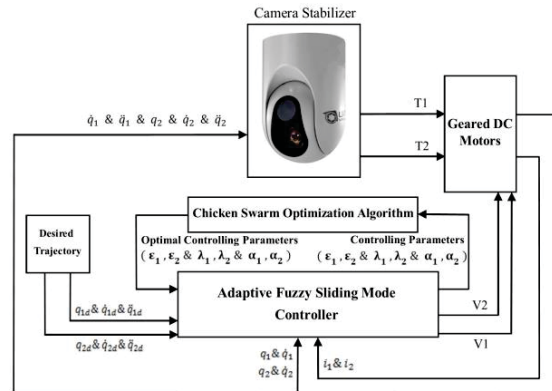 Camera Stabilizer
q̇₁ & q̈₁ & q₂ & q̇₂ & q̈₂
T1
T2
Geared DC
Motors
Chicken Swarm Optimization Algorithm
Desired
Trajectory
Optimal Controlling Parameters
( ε₁ , ε₂ & λ₁ , λ₂ & α₁ , α₂ )
Controlling Parameters
( ε₁ , ε₂ & λ₁ , λ₂ & α₁ , α₂ )
Adaptive Fuzzy Sliding Mode
Controller
q₁d & q̇₁d & q̈₁d
q₂d & q̇₂d & q̈₂d
V2
V1
q₁ & q̇₁
q₂ & q̇₂
i₁ & i₂